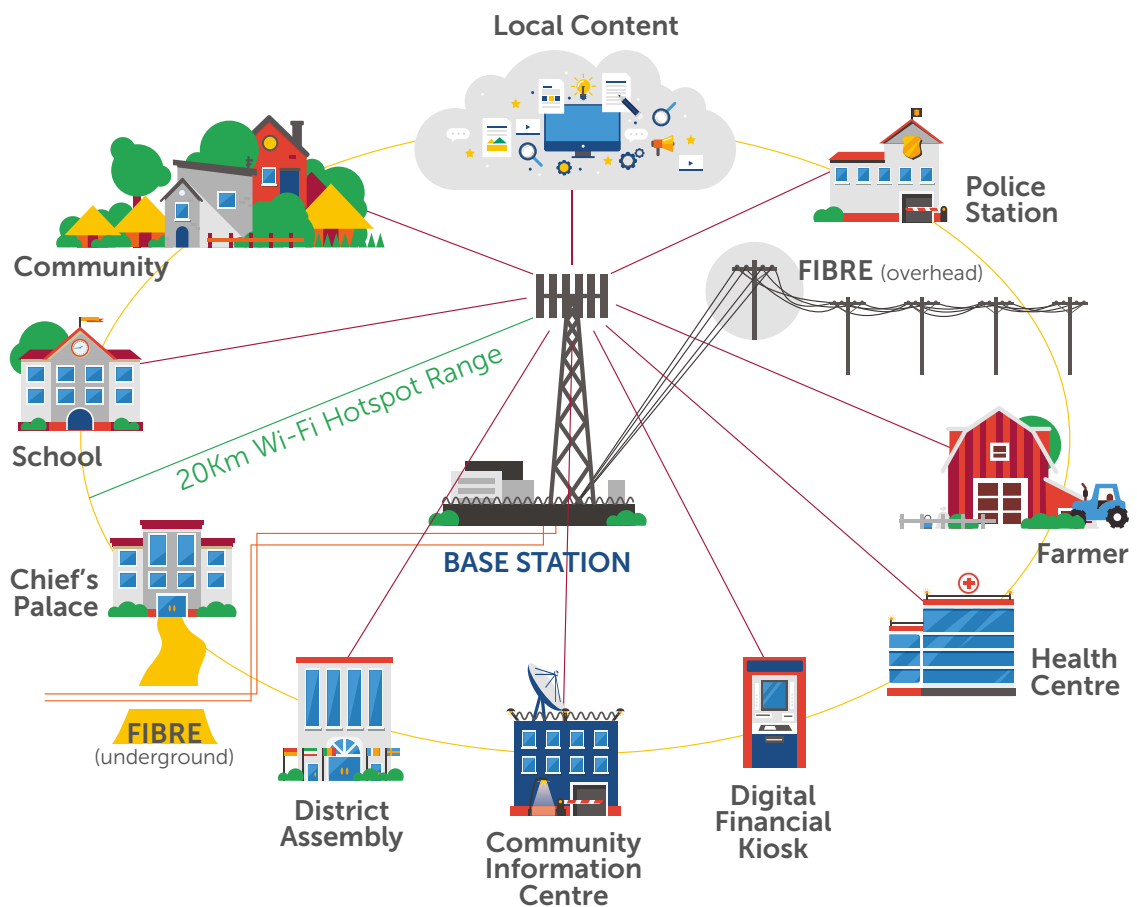 Local Content
Police
Station
Community
FIBRE (overhead)
School
20Km Wi-Fi Hotspot Range
Farmer
BASE STATION
Chief's
Palace
Health
Centre
FIBRE
(underground)
District
Assembly
Community
Information
Centre
Digital
Financial
Kiosk